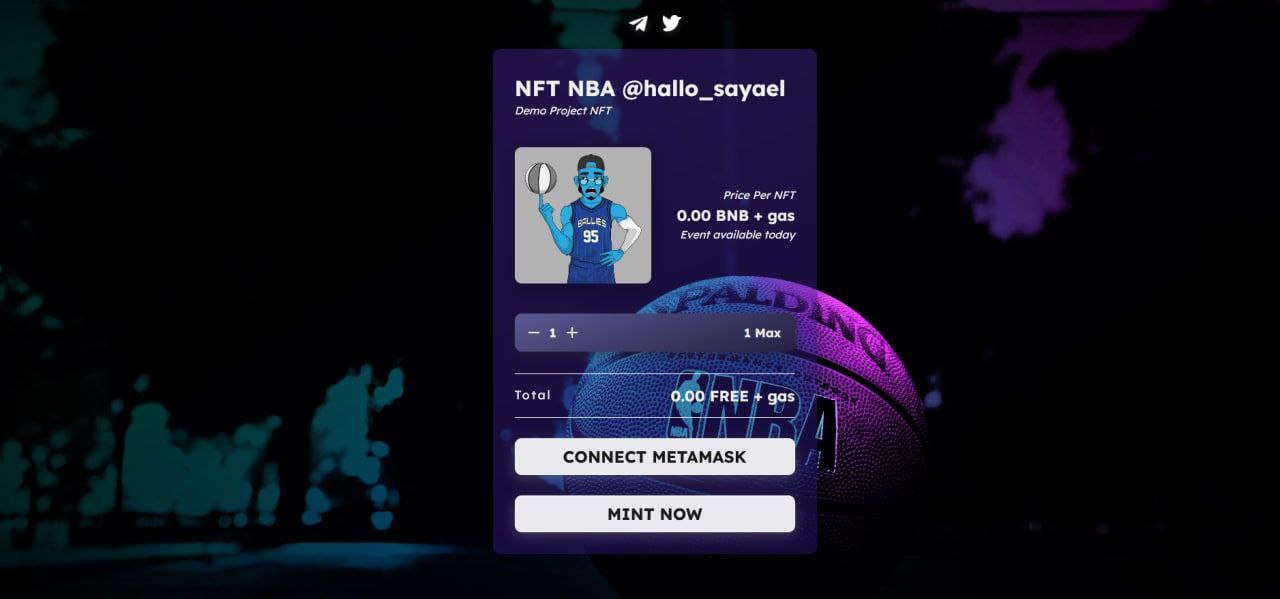 NFT NBA @hallo_sayael
Demo Project NFT
BALLIES
95
Price Per NFT
0.00 BNB + gas
Event available today
SPALDING
1
1 Max
Total
0.00 FREE + gas
NBA
NBA
CONNECT METAMASK
MINT NOW